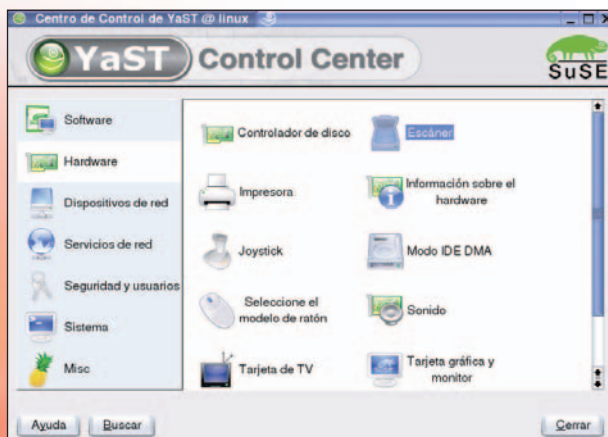 Centro de Control de YaST @ linux
YaST Control Center
SuSE
Software
Hardware
Dispositivos de red
Servicios de red
Seguridad y usuarios
Sistema
Misc
Controlador de disco
Escáner
Impresora
Información sobre el
hardware
Joystick
Modo IDE DMA
Seleccione el
modelo de ratón
Sonido
Tarjeta de TV
Tarjeta gráfica y
monitor
Ayuda
Buscar
Cerrar